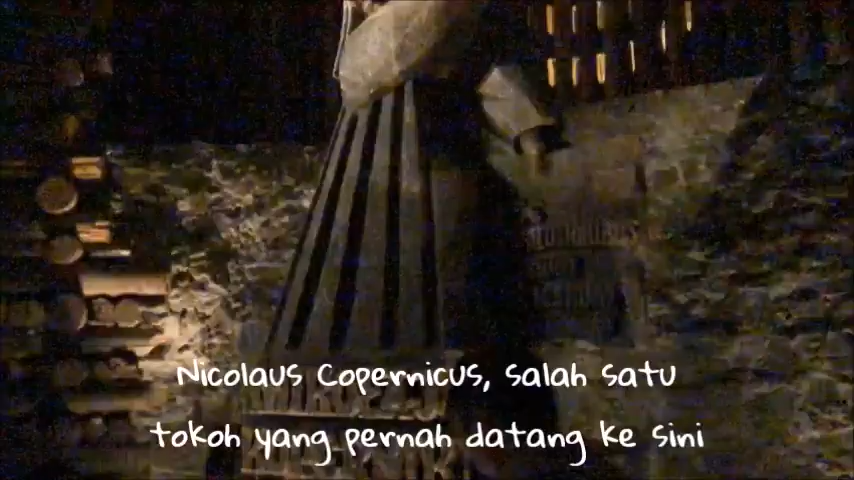 Nicolaus Copernicus, salah satu
tokoh yang pernah datang ke sini